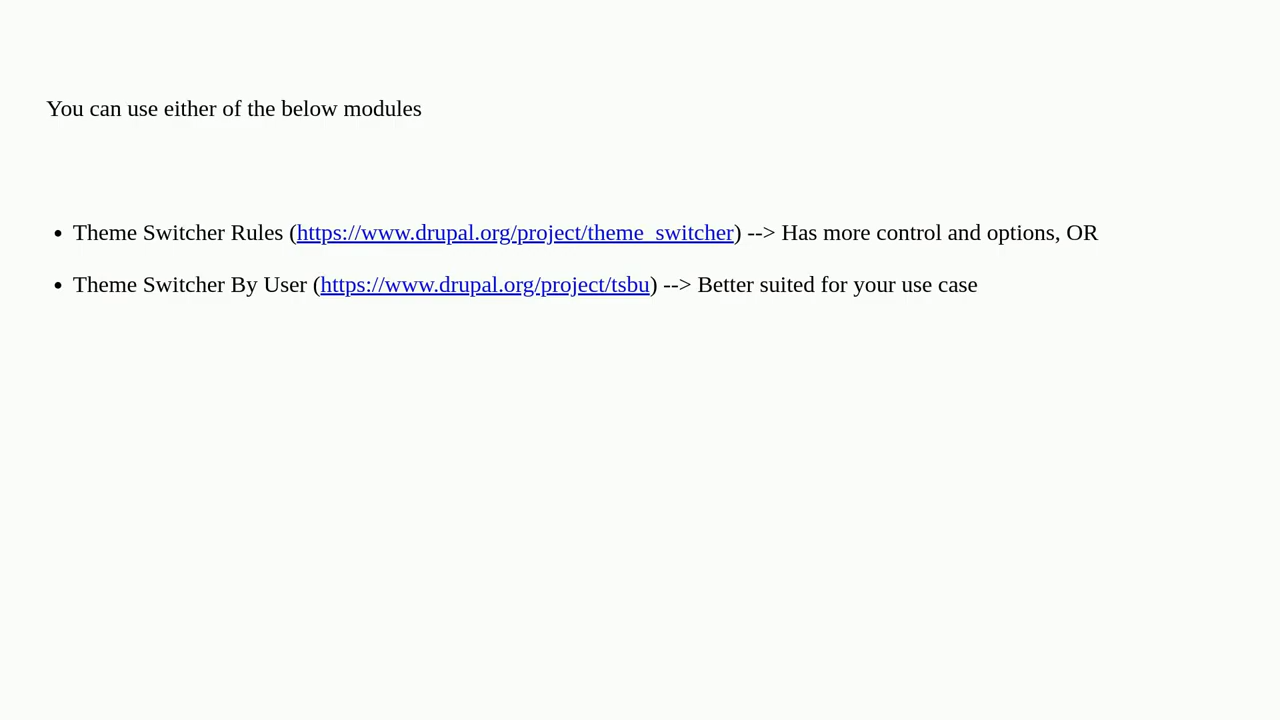 You can use either of the below modules
• Theme Switcher Rules (https://www.drupal.org/project/theme_switcher) --> Has more control and options, OR
• Theme Switcher By User (https://www.drupal.org/project/tsbu) --> Better suited for your use case